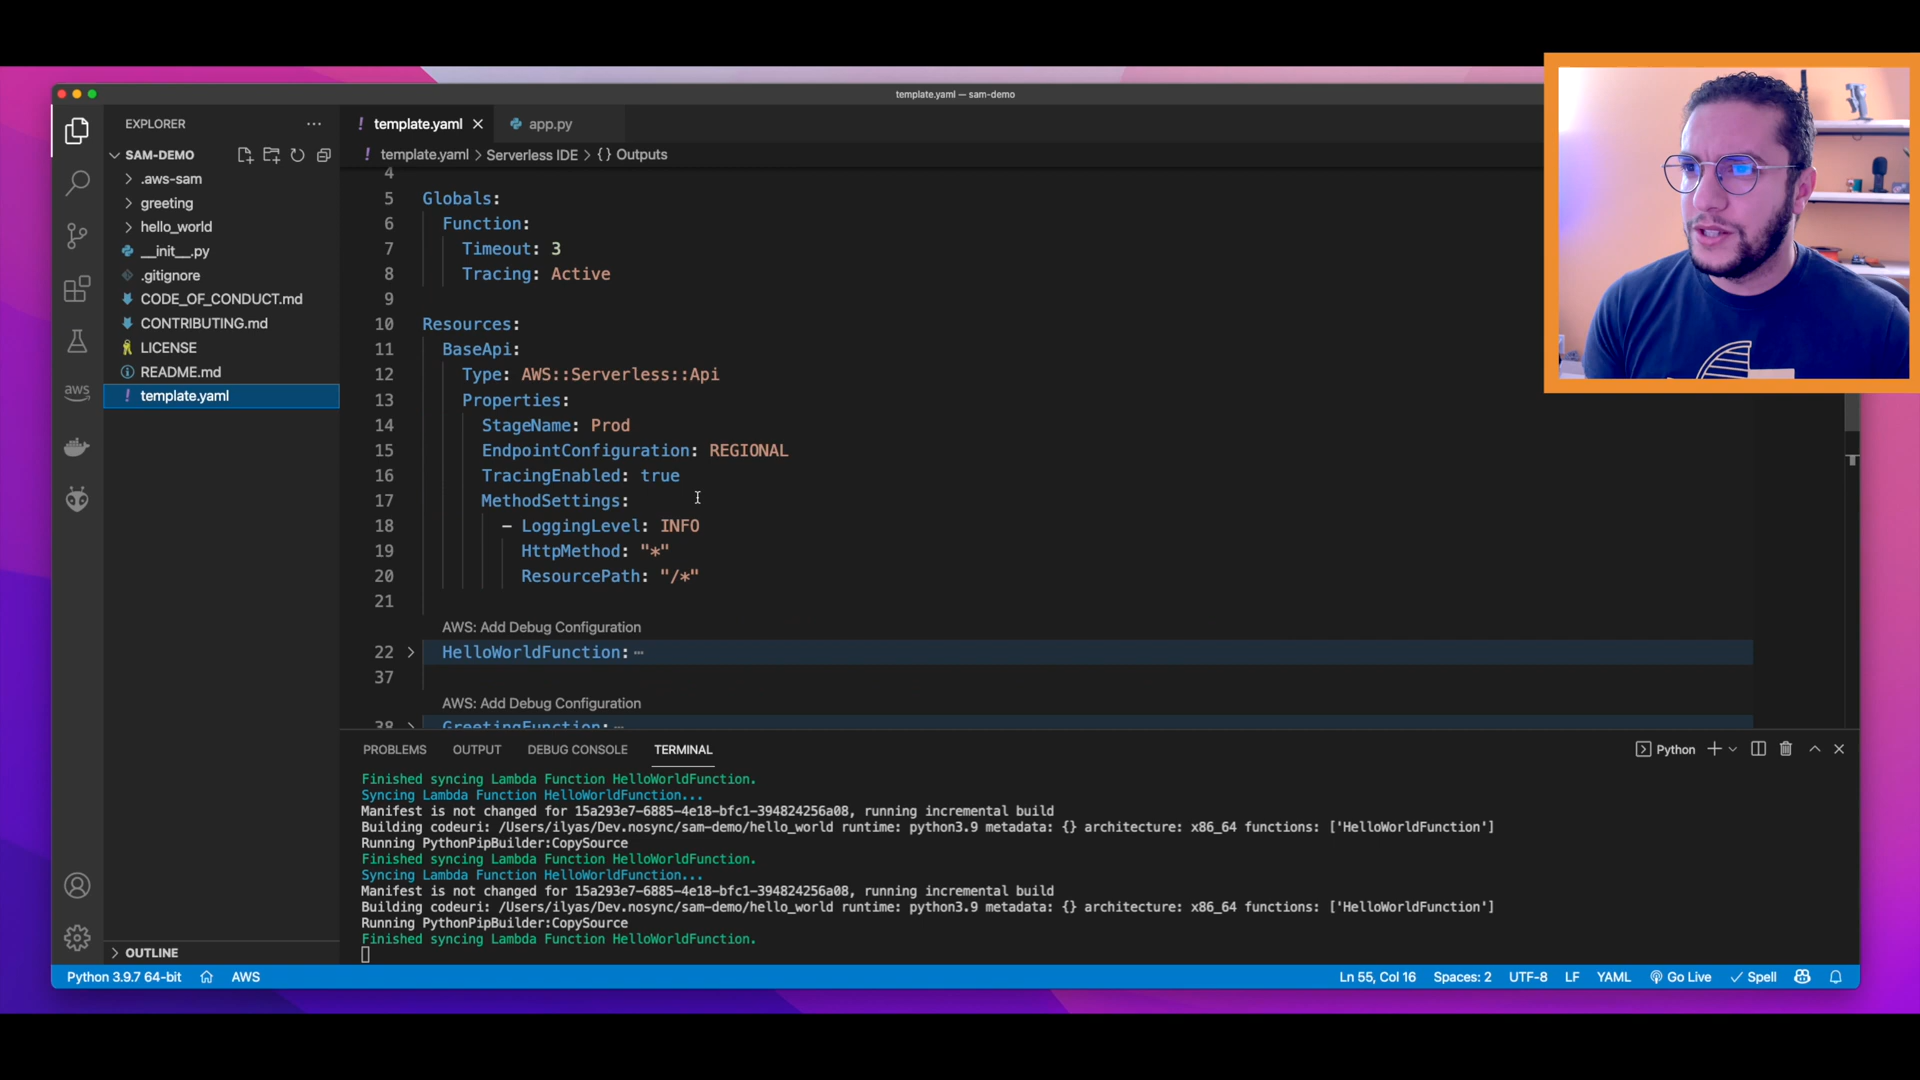 template.yaml — sam-demo
EXPLORER
SAM-DEMO
.aws-sam
greeting
hello_world
__init__.py
.gitignore
CODE_OF_CONDUCT.md
CONTRIBUTING.md
LICENSE
README.md
template.yaml
OUTLINE
aws
template.yaml
app.py
template.yaml > Serverless IDE > {} Outputs
4
5 Globals:
6 Function:
7 Timeout: 3
8 Tracing: Active
9
10 Resources:
11 BaseApi:
12 Type: AWS::Serverless::Api
13 Properties:
14 StageName: Prod
15 EndpointConfiguration: REGIONAL
16 TracingEnabled: true
17 MethodSettings:
18 - LoggingLevel: INFO
19 HttpMethod: "*"
20 ResourcePath: "/*"
21
AWS: Add Debug Configuration
22 HelloWorldFunction:
37
AWS: Add Debug Configuration
38 GreetingFunction:
PROBLEMS OUTPUT DEBUG CONSOLE TERMINAL
Python
Finished syncing Lambda Function HelloWorldFunction.
Syncing Lambda Function HelloWorldFunction...
Manifest is not changed for 15a293e7-6885-4e18-bfc1-394824256a08, running incremental build
Building codeuri: /Users/ilyas/Dev.nosync/sam-demo/hello_world runtime: python3.9 metadata: {} architecture: x86_64 functions: ['HelloWorldFunction']
Running PythonPipBuilder:CopySource
Finished syncing Lambda Function HelloWorldFunction.
Syncing Lambda Function HelloWorldFunction...
Manifest is not changed for 15a293e7-6885-4e18-bfc1-394824256a08, running incremental build
Building codeuri: /Users/ilyas/Dev.nosync/sam-demo/hello_world runtime: python3.9 metadata: {} architecture: x86_64 functions: ['HelloWorldFunction']
Running PythonPipBuilder:CopySource
Finished syncing Lambda Function HelloWorldFunction.
Python 3.9.7 64-bit AWS Ln 55, Col 16 Spaces: 2 UTF-8 LF YAML Go Live Spell